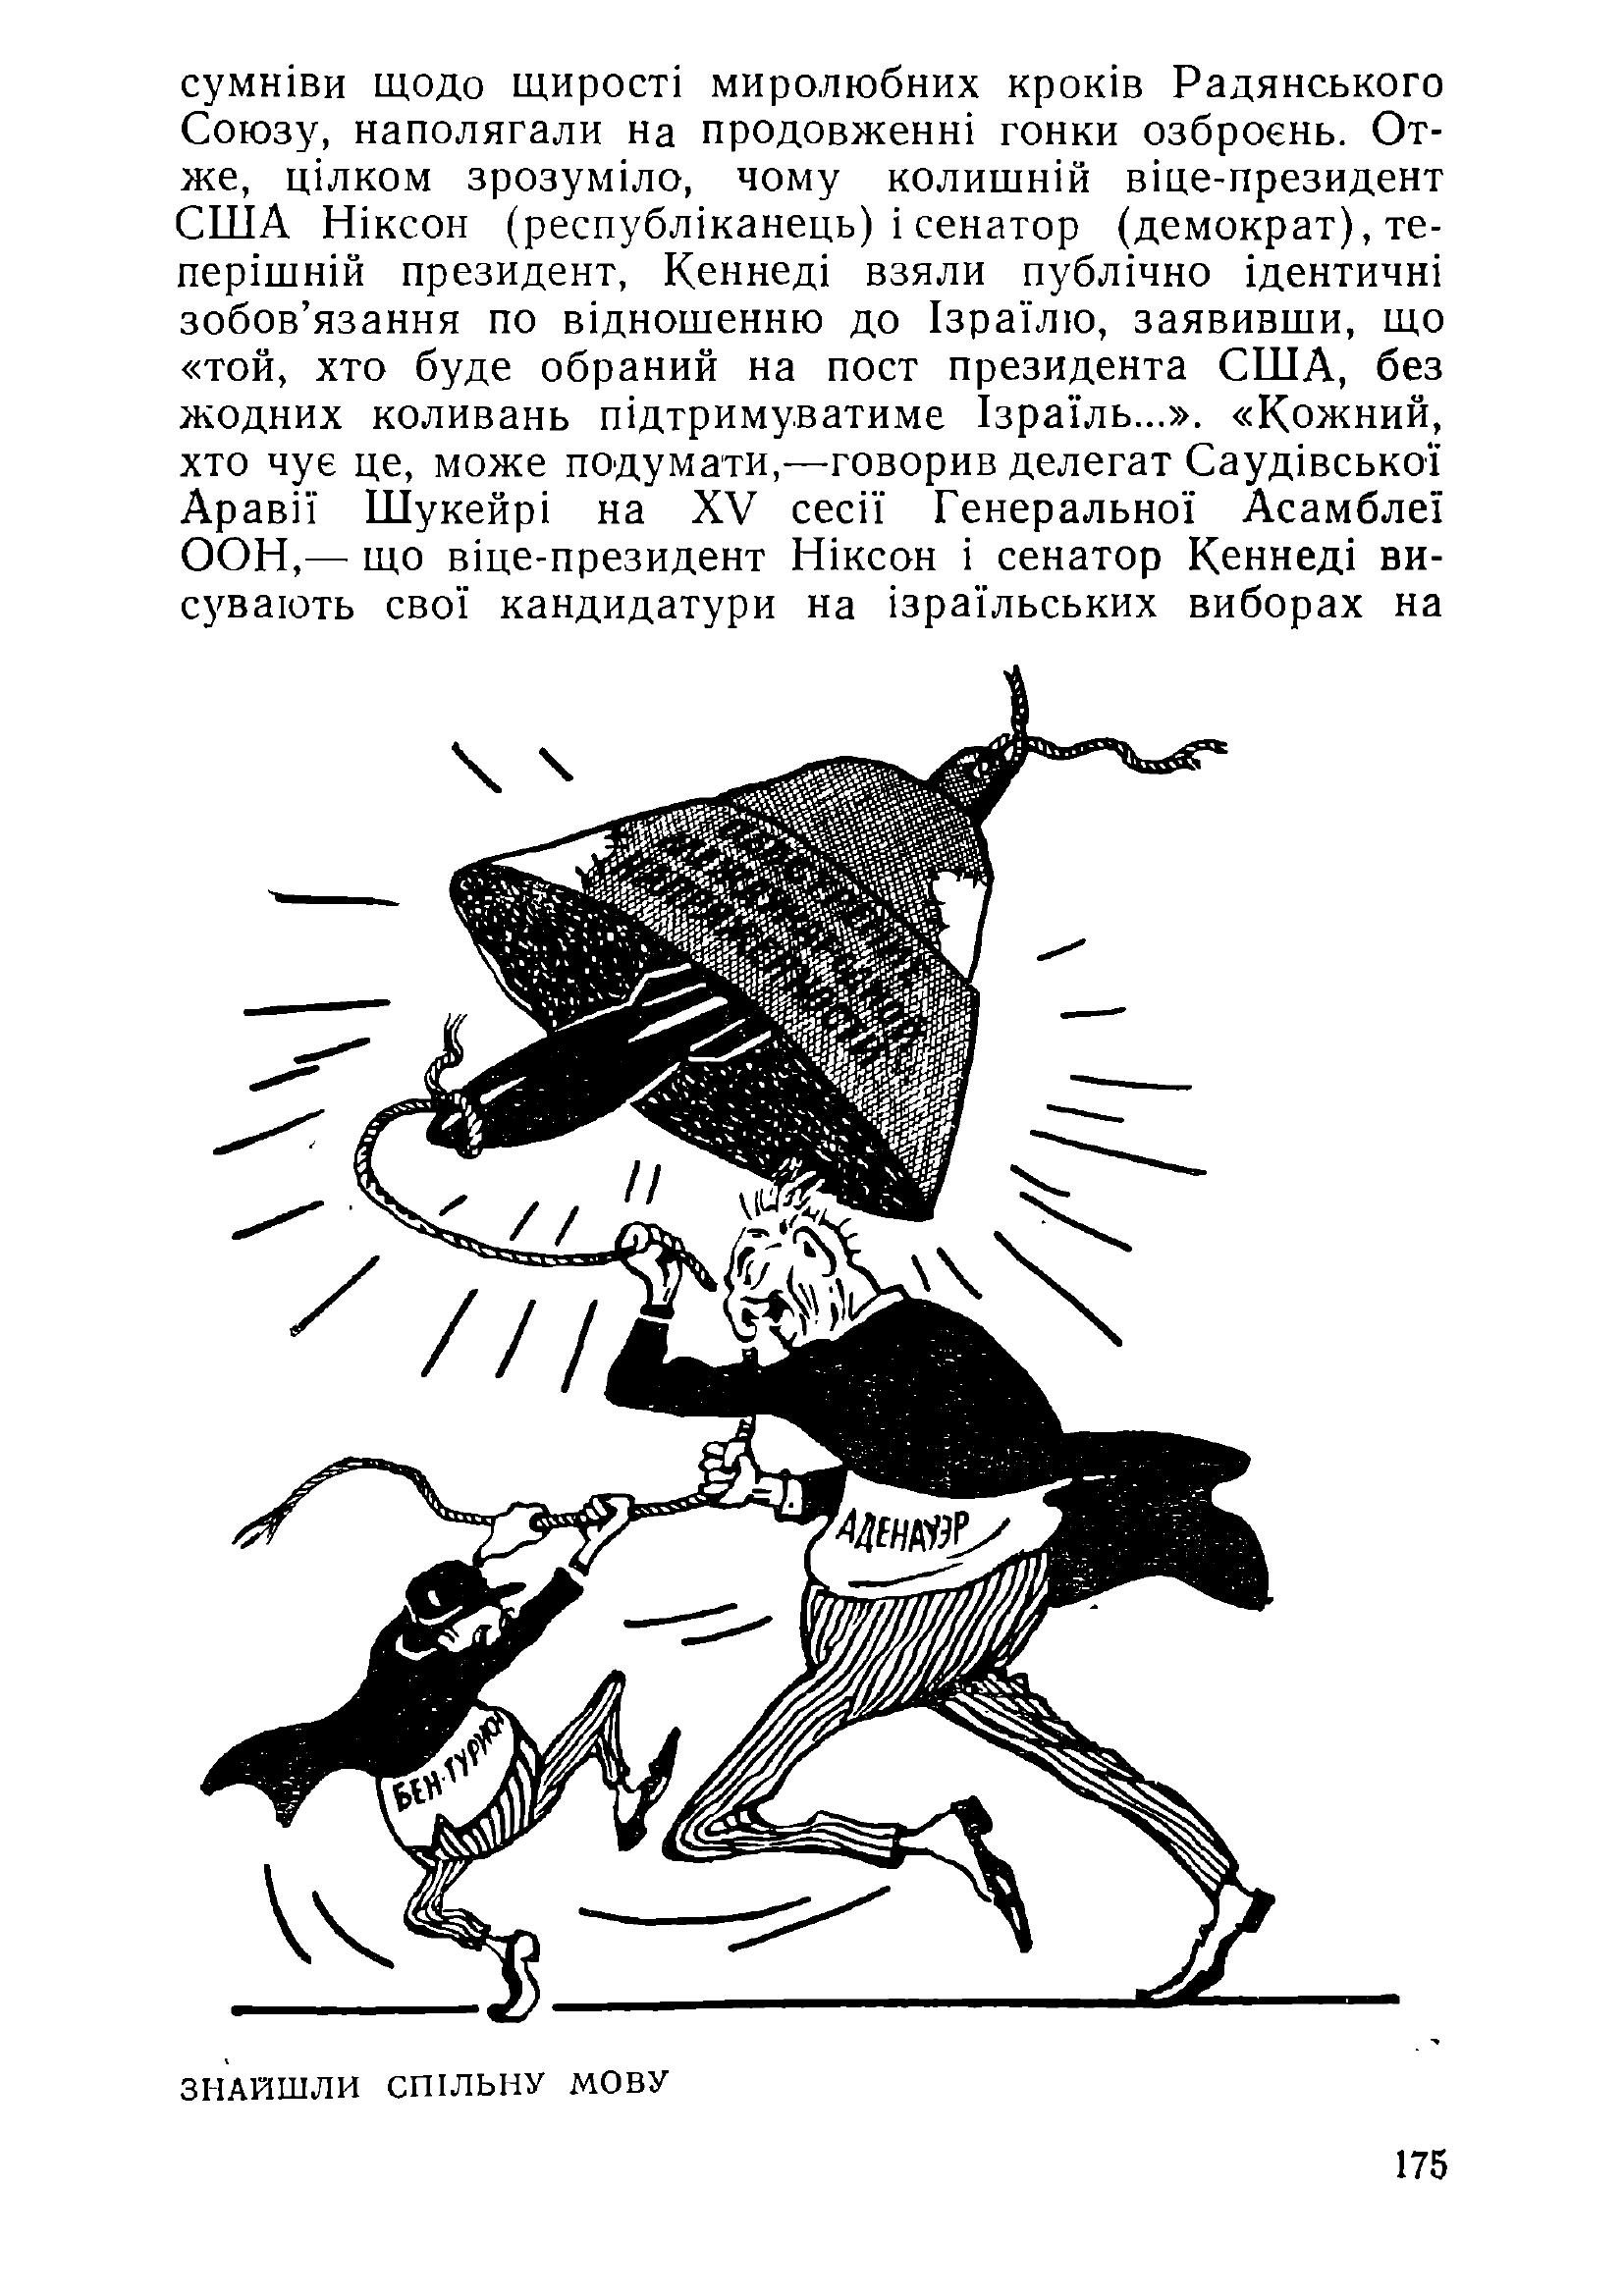 сумніви щодо щирості миролюбних кроків Радянського
Союзу, наполягали на продовженні гонки озброєнь. От-
же, цілком зрозуміло, чому колишній віце-президент
США Ніксон (республіканець) і сенатор (демократ), те-
перішній президент, Кеннеді взяли публічно ідентичні
зобов’язання по відношенню до Ізраїлю, заявивши, що
«той, хто буде обраний на пост президента США, без
жодних коливань підтримуватиме Ізраїль...». «Кожний,
хто чує це, може подумати,—говорив делегат Саудівської
Аравії Шукейрі на XV сесії Генеральної Асамблеї
ООН,— що віце-президент Ніксон і сенатор Кеннеді ви-
сувають свої кандидатури на ізраїльських виборах на
АДЕНАУЭР
БЕН-ГУРИОН
ЗНАЙШЛИ СПІЛЬНУ МОВУ
175